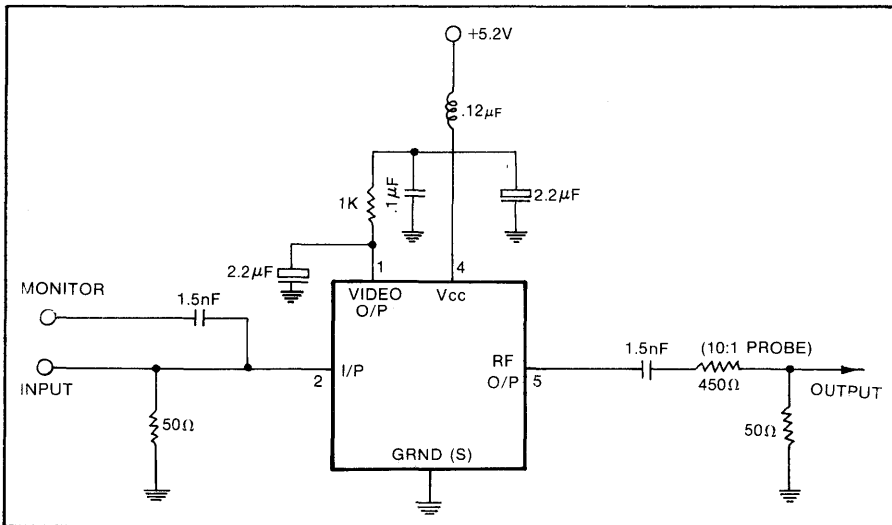 +5.2V
.12µF
1K
.1µF
2.2µF
2.2µF
1
4
MONITOR
1.5nF
VIDEO
O/P
Vcc
INPUT
2
I/P
RF
O/P
5
1.5nF
(10:1 PROBE)
450Ω
OUTPUT
50Ω
50Ω
GRND (S)